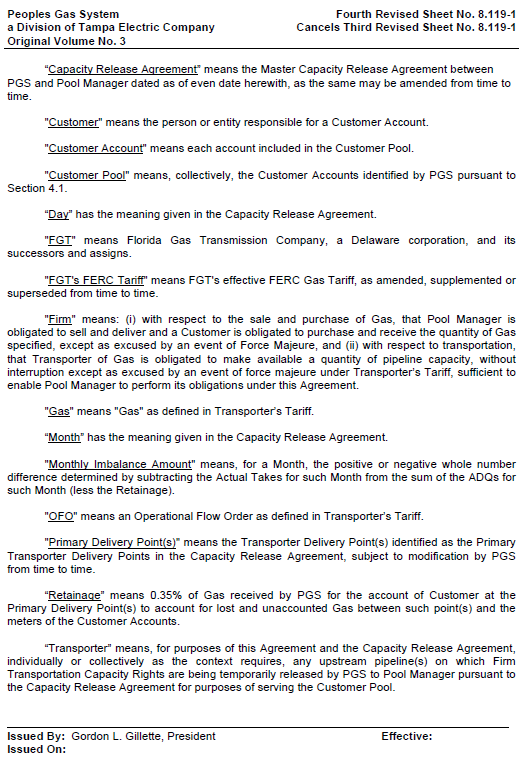 Peoples Gas System
a Division of Tampa Electric Company
Original Volume No. 3
Fourth Revised Sheet No. 8.119-1
Cancels Third Revised Sheet No. 8.119-1
“Capacity Release Agreement” means the Master Capacity Release Agreement between
PGS and Pool Manager dated as of even date herewith, as the same may be amended from time to
time.
"Customer" means the person or entity responsible for a Customer Account.
"Customer Account" means each account included in the Customer Pool.
"Customer Pool" means, collectively, the Customer Accounts identified by PGS pursuant to
Section 4.1.
“Day” has the meaning given in the Capacity Release Agreement.
"FGT" means Florida Gas Transmission Company, a Delaware corporation, and its
successors and assigns.
"FGT's FERC Tariff" means FGT's effective FERC Gas Tariff, as amended, supplemented or
superseded from time to time.
"Firm" means: (i) with respect to the sale and purchase of Gas, that Pool Manager is
obligated to sell and deliver and a Customer is obligated to purchase and receive the quantity of Gas
specified, except as excused by an event of Force Majeure, and (ii) with respect to transportation,
that Transporter of Gas is obligated to make available a quantity of pipeline capacity, without
interruption except as excused by an event of force majeure under Transporter’s Tariff, sufficient to
enable Pool Manager to perform its obligations under this Agreement.
"Gas" means "Gas" as defined in Transporter’s Tariff.
“Month” has the meaning given in the Capacity Release Agreement.
"Monthly Imbalance Amount" means, for a Month, the positive or negative whole number
difference determined by subtracting the Actual Takes for such Month from the sum of the ADQs for
such Month (less the Retainage).
"OFO" means an Operational Flow Order as defined in Transporter’s Tariff.
"Primary Delivery Point(s)" means the Transporter Delivery Point(s) identified as the Primary
Transporter Delivery Points in the Capacity Release Agreement, subject to modification by PGS
from time to time.
“Retainage” means 0.35% of Gas received by PGS for the account of Customer at the
Primary Delivery Point(s) to account for lost and unaccounted Gas between such point(s) and the
meters of the Customer Accounts.
“Transporter” means, for purposes of this Agreement and the Capacity Release Agreement,
individually or collectively as the context requires, any upstream pipeline(s) on which Firm
Transportation Capacity Rights are being temporarily released by PGS to Pool Manager pursuant to
the Capacity Release Agreement for purposes of serving the Customer Pool.
Issued By: Gordon L. Gillette, President
Effective:
Issued On: